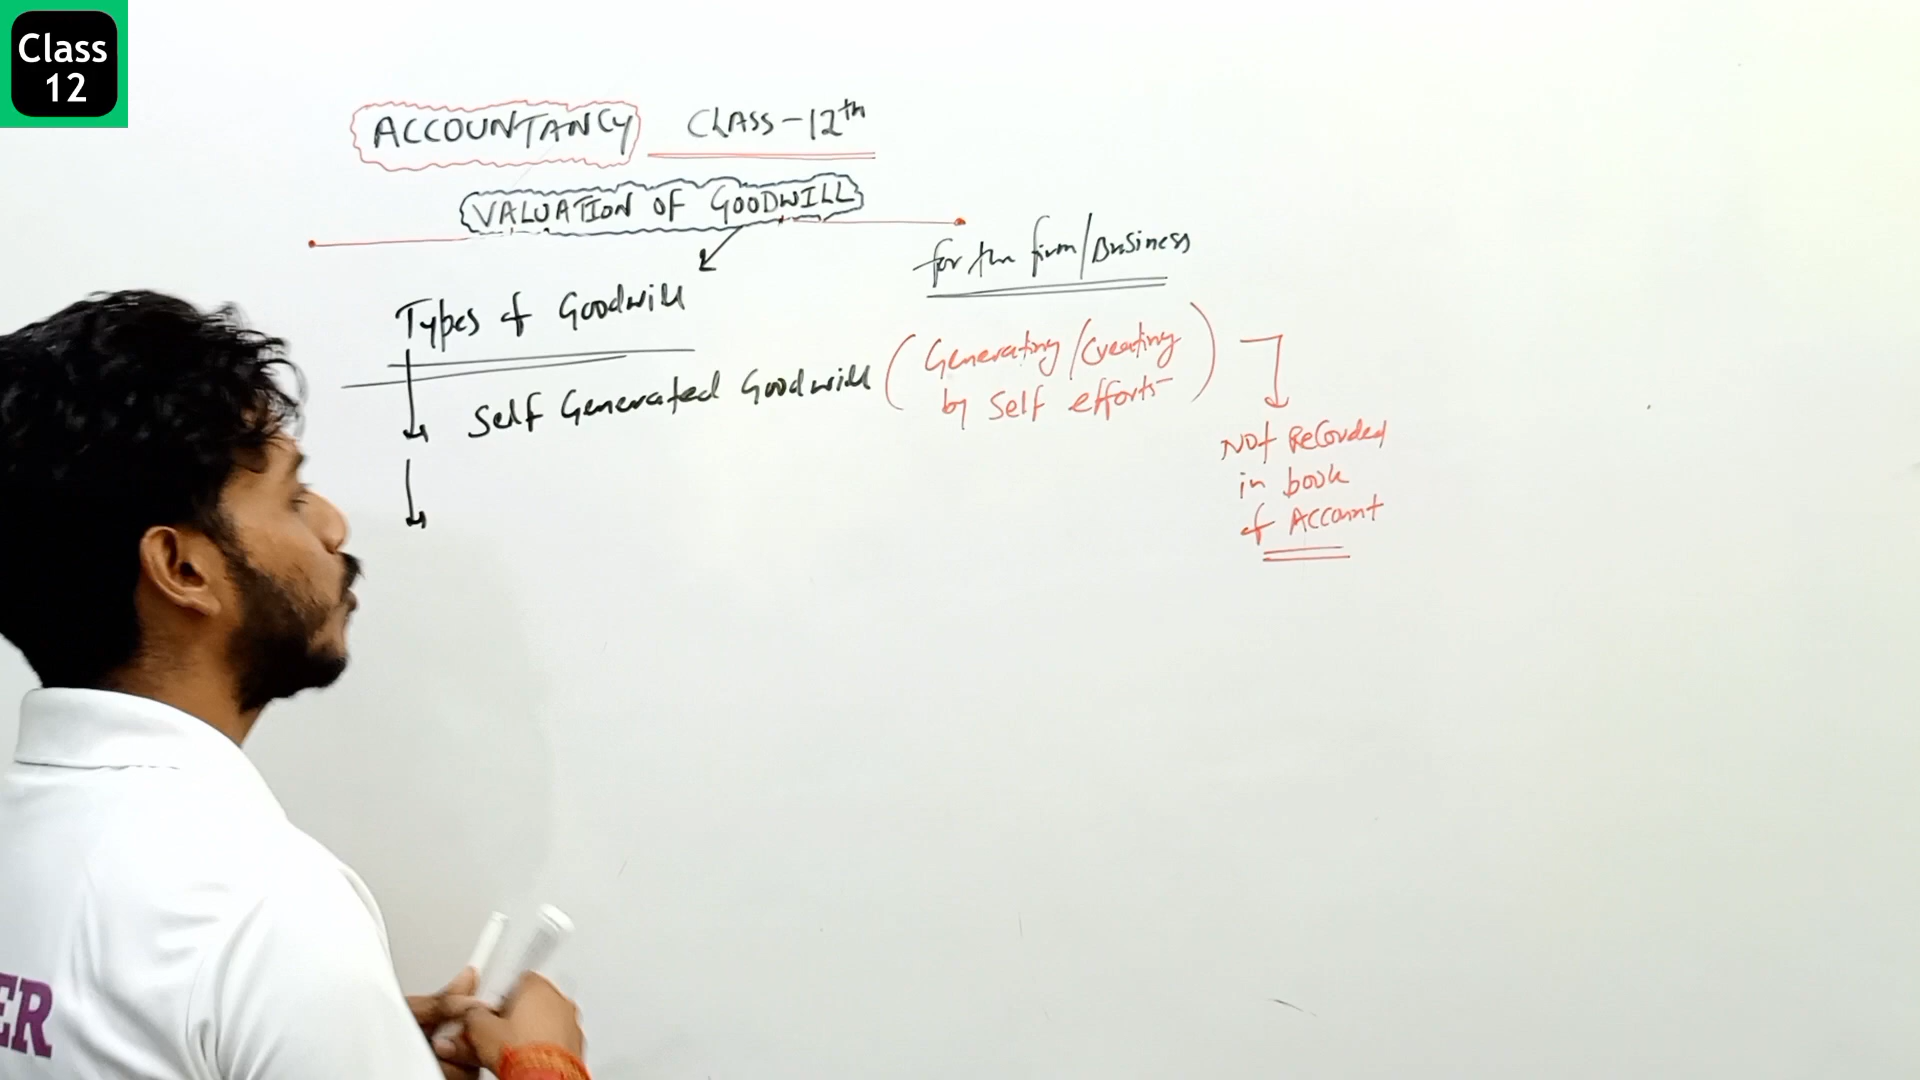 Class
12
ACCOUNTANCY CLASS-12th
VALUATION OF GOODWILL
for the firm/Business
Types of Goodwill
Self Generated Goodwill (Generating/Creating
by Self efforts)
Not Recorded
in book
of Account
ER